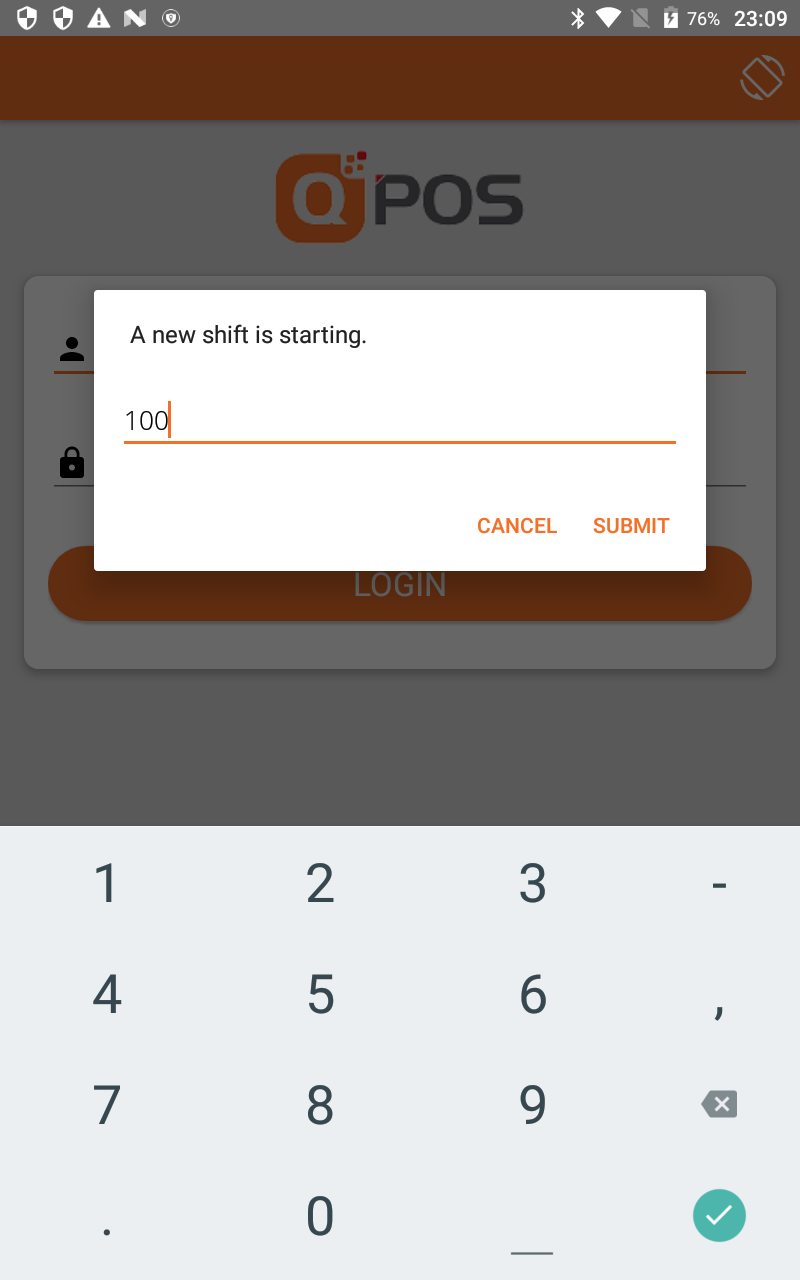 76% 23:09
QPOS
A new shift is starting.
100
CANCEL SUBMIT
LOGIN
1 2 3 -
4 5 6 ,
7 8 9
. 0